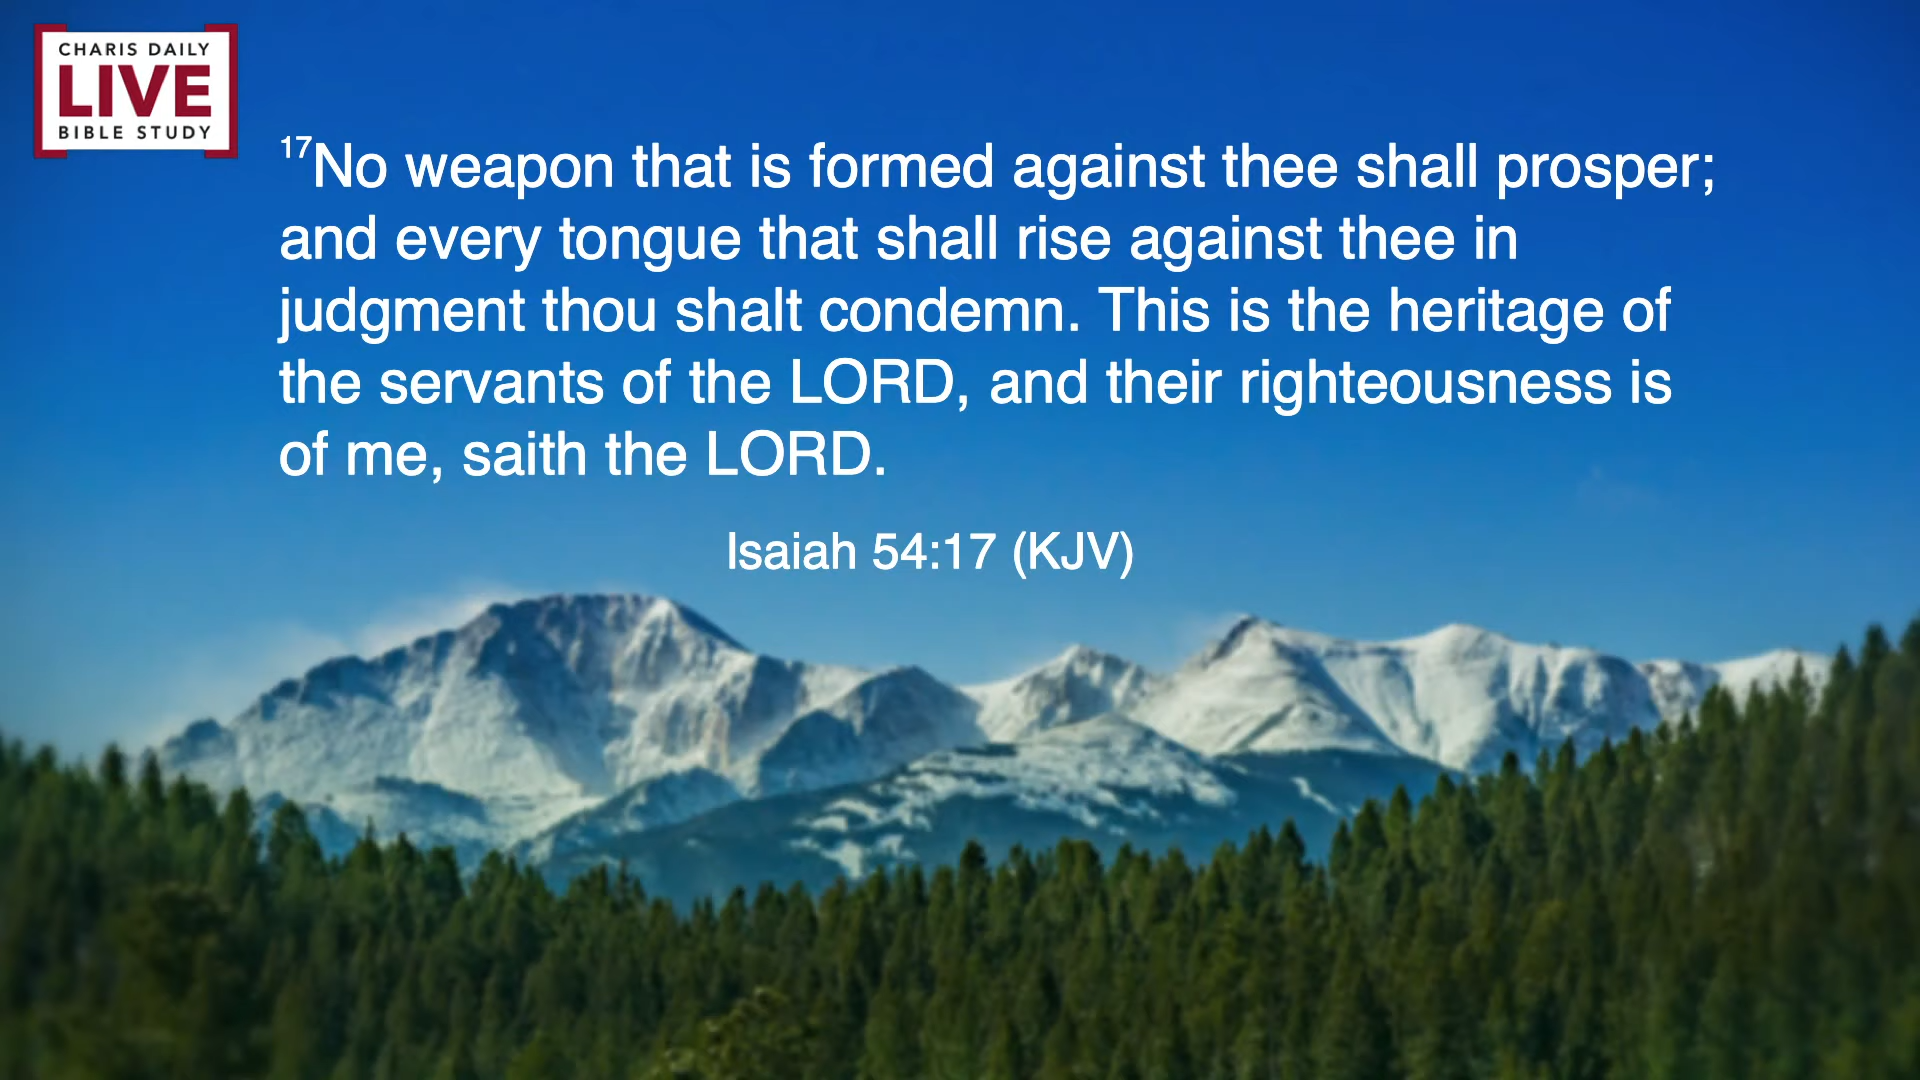 CHARIS DAILY
LIVE
BIBLE STUDY
17No weapon that is formed against thee shall prosper;
and every tongue that shall rise against thee in
judgment thou shalt condemn. This is the heritage of
the servants of the LORD, and their righteousness is
of me, saith the LORD.
Isaiah 54:17 (KJV)